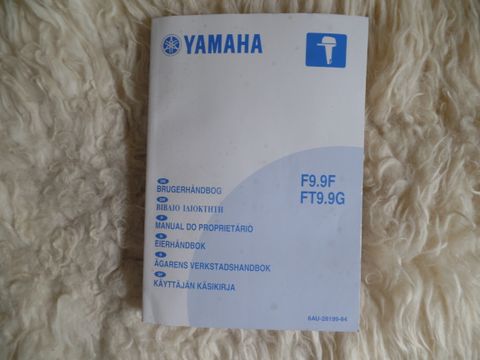 YAMAHA
F9.9F
FT9.9G
BRUGERHÅNDBOG
ΒΙΒΛΙΟ ΙΔΙΟΚΤΗΤΗ
MANUAL DO PROPRIETÁRIO
EIERHÅNDBOK
ÄGARENS VERKSTADSHANDBOK
KÄYTTÄJÄN KÄSIKIRJA
6AU-28199-84